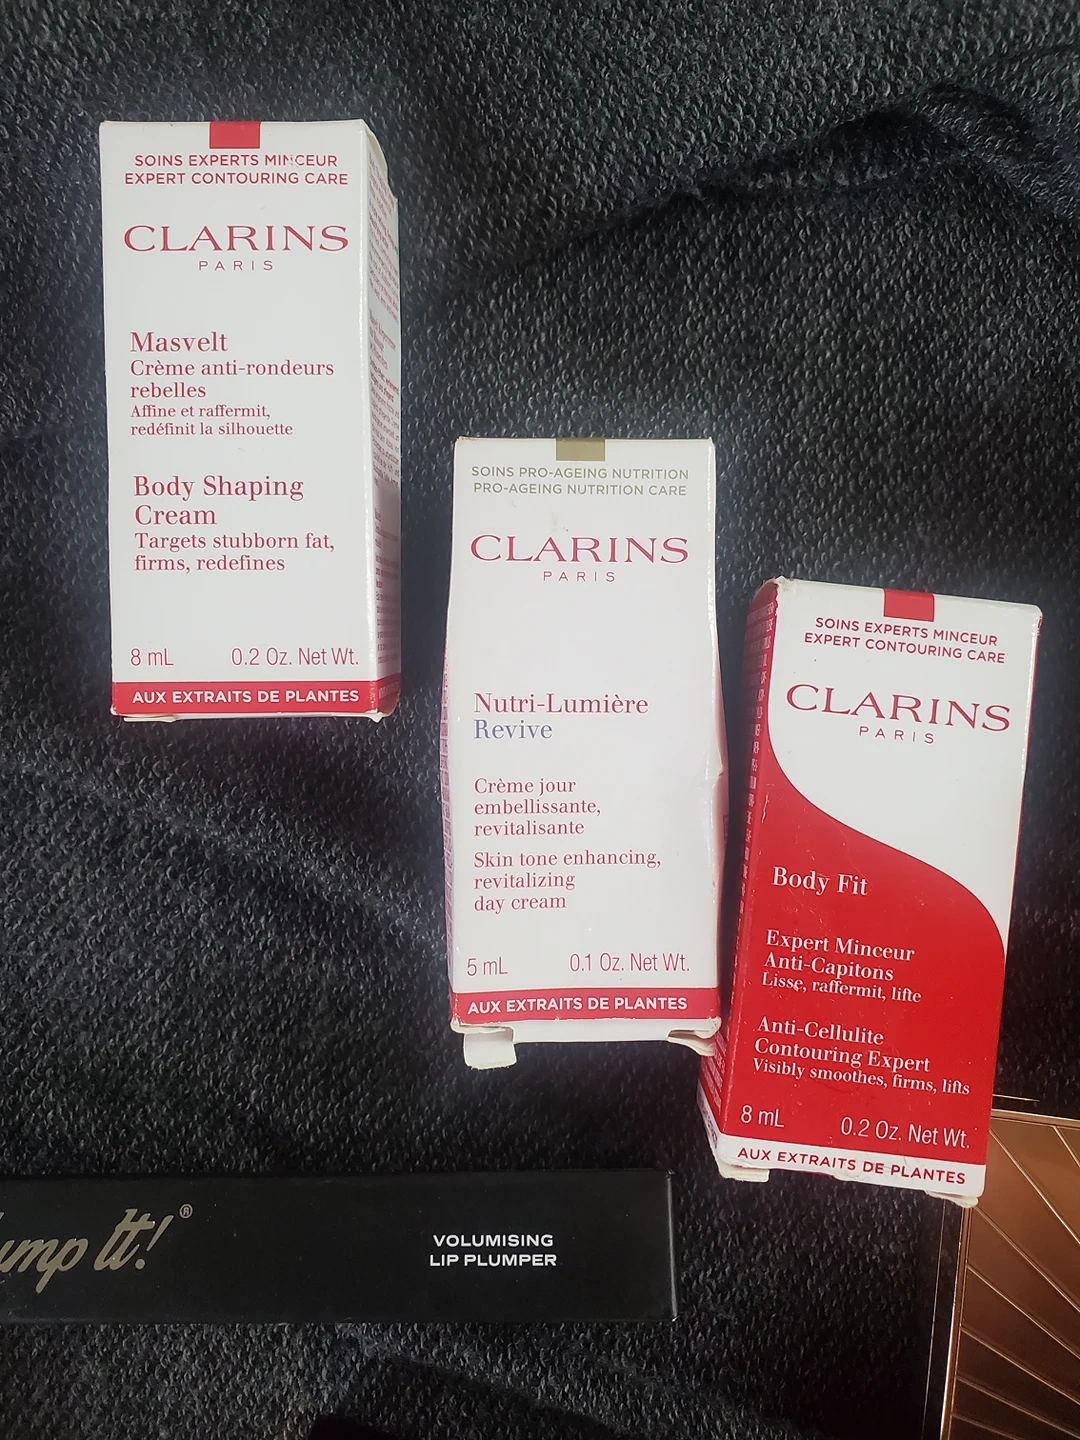 SOINS EXPERTS MINCEUR
EXPERT CONTOURING CARE
CLARINS
PARIS
Masvelt
Crème anti-rondeurs
rebelles
Affine et raffermit,
redéfinit la silhouette
Body Shaping
Cream
Targets stubborn fat,
firms, redefines
8 mL 0.2 Oz. Net Wt.
AUX EXTRAITS DE PLANTES
SOINS PRO-AGEING NUTRITION
PRO-AGEING NUTRITION CARE
CLARINS
PARIS
Nutri-Lumière
Revive
Crème jour
embellissante,
revitalisante
Skin tone enhancing,
revitalizing
day cream
5 mL 0.1 Oz. Net Wt.
AUX EXTRAITS DE PLANTES
SOINS EXPERTS MINCEUR
EXPERT CONTOURING CARE
CLARINS
PARIS
Body Fit
Expert Minceur
Anti-Capitons
Lisse, raffermit, lifte
Anti-Cellulite
Contouring Expert
Visibly smoothes, firms, lifts
8 mL 0.2 Oz. Net Wt.
AUX EXTRAITS DE PLANTES
ump It!®
VOLUMISING
LIP PLUMPER